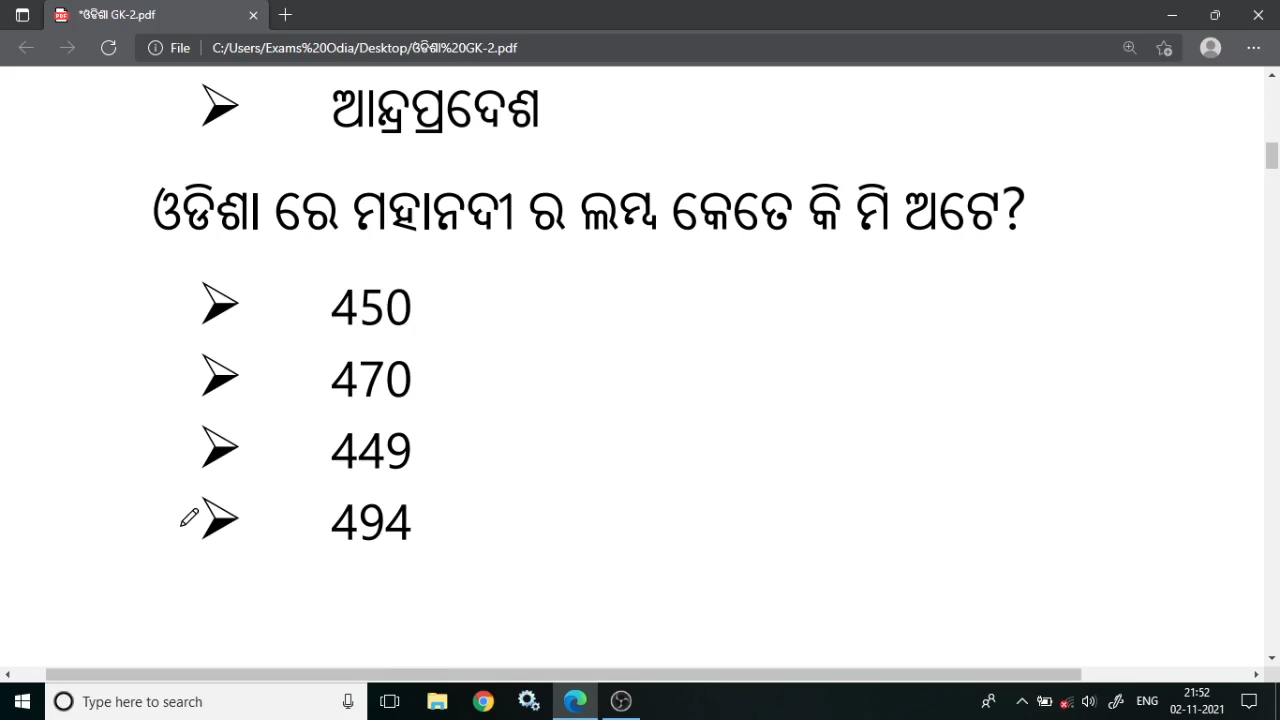 *ଓଡିଶା GK-2.pdf
File C:/Users/Exams%20Odia/Desktop/ଓଡିଶା%20GK-2.pdf
ଆନ୍ଦ୍ରପ୍ରଦେଶ
ଓଡିଶା ରେ ମହାନଦୀ ର ଲମ୍ବ କେତେ କି ମି ଅଟେ?
450
470
449
494
Type here to search
ENG
21:52
02-11-2021